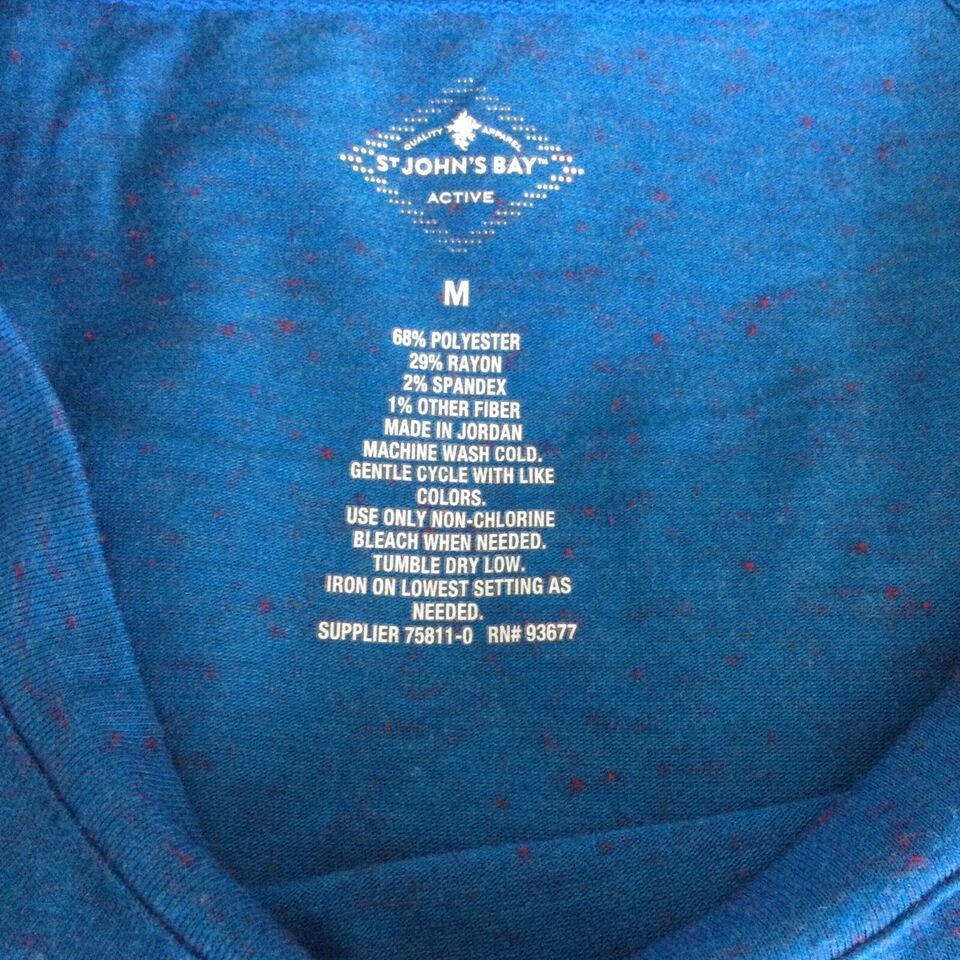 QUALITY APPAREL
ST JOHN'S BAY™
ACTIVE
M
68% POLYESTER
29% RAYON
2% SPANDEX
1% OTHER FIBER
MADE IN JORDAN
MACHINE WASH COLD.
GENTLE CYCLE WITH LIKE
COLORS.
USE ONLY NON-CHLORINE
BLEACH WHEN NEEDED.
TUMBLE DRY LOW.
IRON ON LOWEST SETTING AS
NEEDED.
SUPPLIER 75811-0 RN# 93677